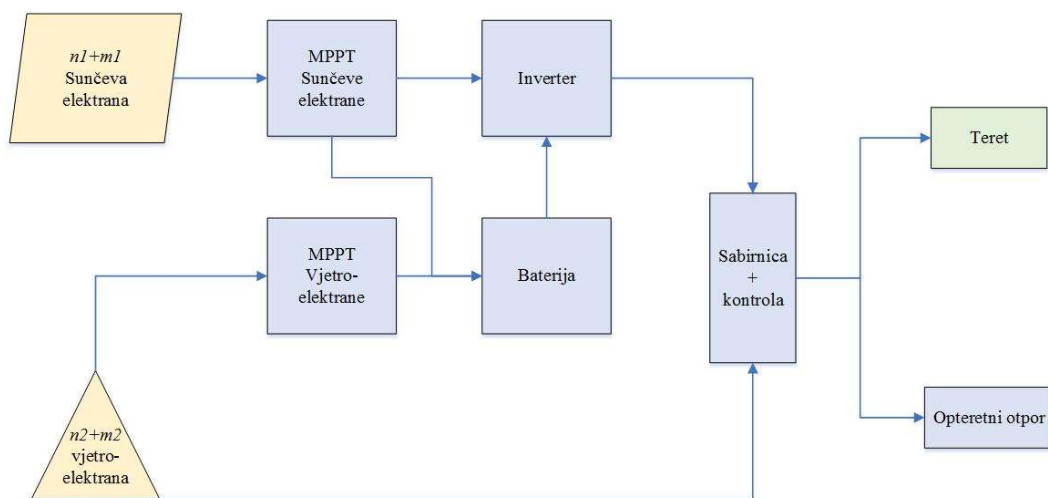 n1+m1
Sunčeva
elektrana
MPPT
Sunčeve
elektrane
Inverter
Teret
MPPT
Vjetro-
elektrane
Baterija
Sabirnica
+
kontrola
n2+m2
vjetro-
elektrana
Opteretni otpor